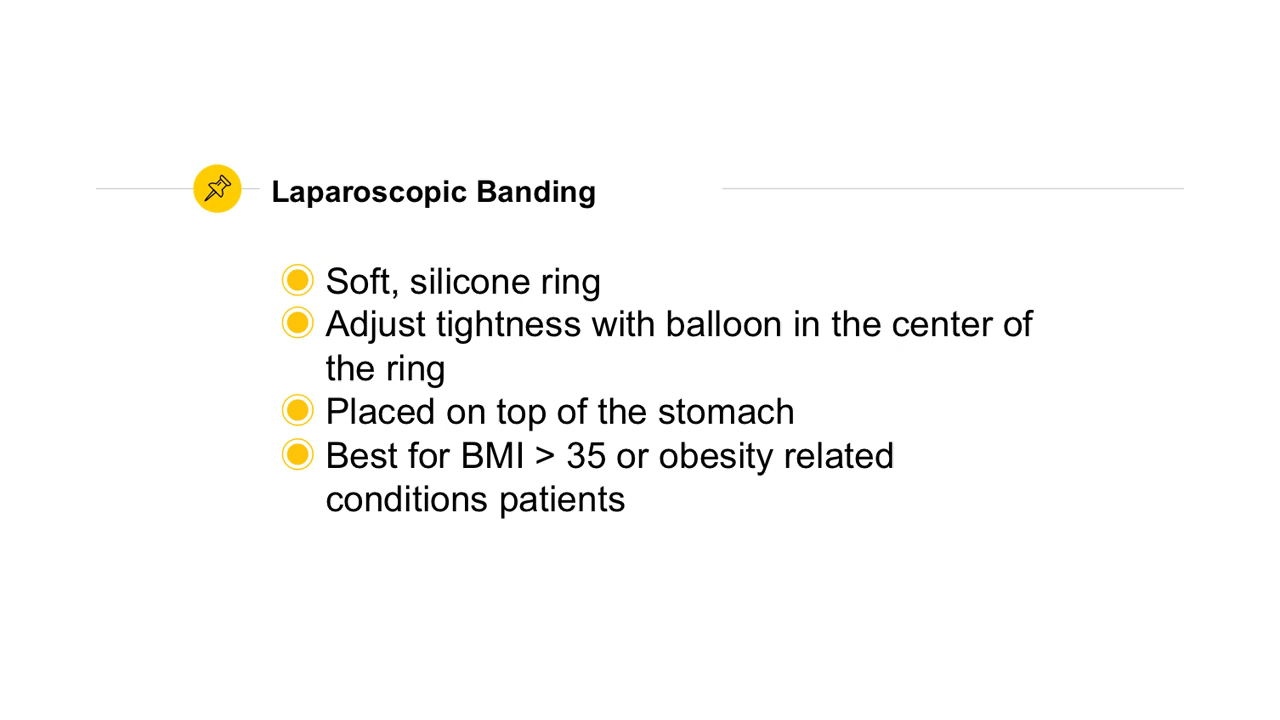 Laparoscopic Banding
Soft, silicone ring
Adjust tightness with balloon in the center of
the ring
Placed on top of the stomach
Best for BMI > 35 or obesity related
conditions patients